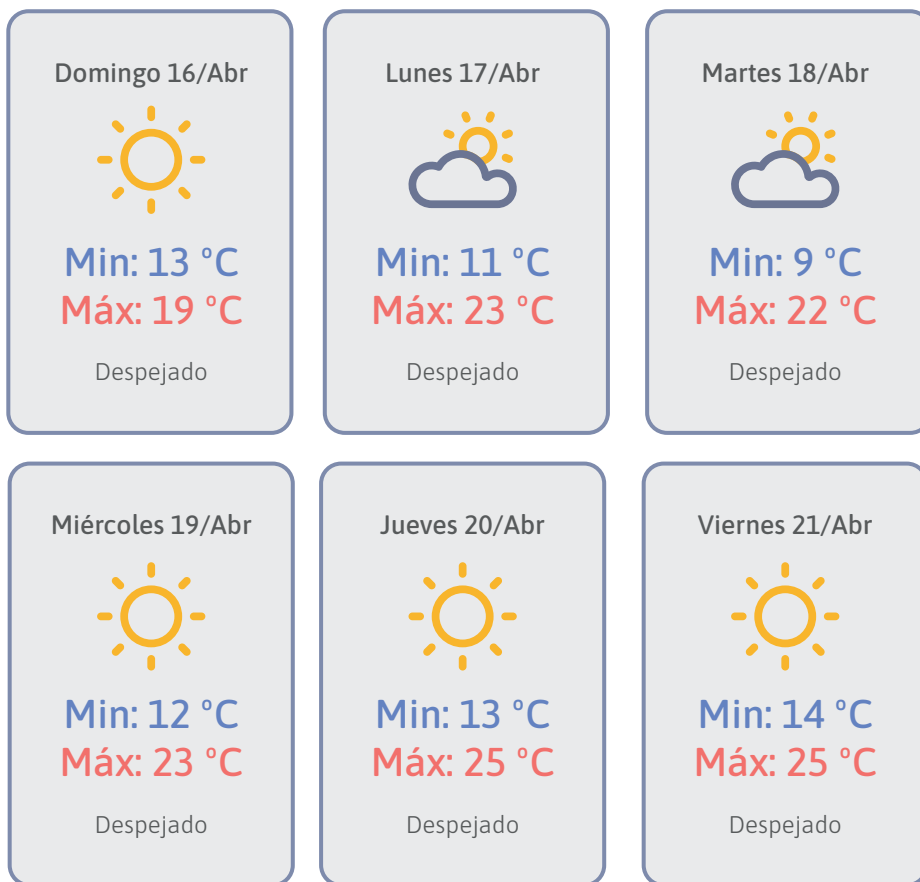 Domingo 16/Abr
Min: 13 °C
Máx: 19 °C
Despejado
Lunes 17/Abr
Min: 11 °C
Máx: 23 °C
Despejado
Martes 18/Abr
Min: 9 °C
Máx: 22 °C
Despejado
Miércoles 19/Abr
Min: 12 °C
Máx: 23 °C
Despejado
Jueves 20/Abr
Min: 13 °C
Máx: 25 °C
Despejado
Viernes 21/Abr
Min: 14 °C
Máx: 25 °C
Despejado